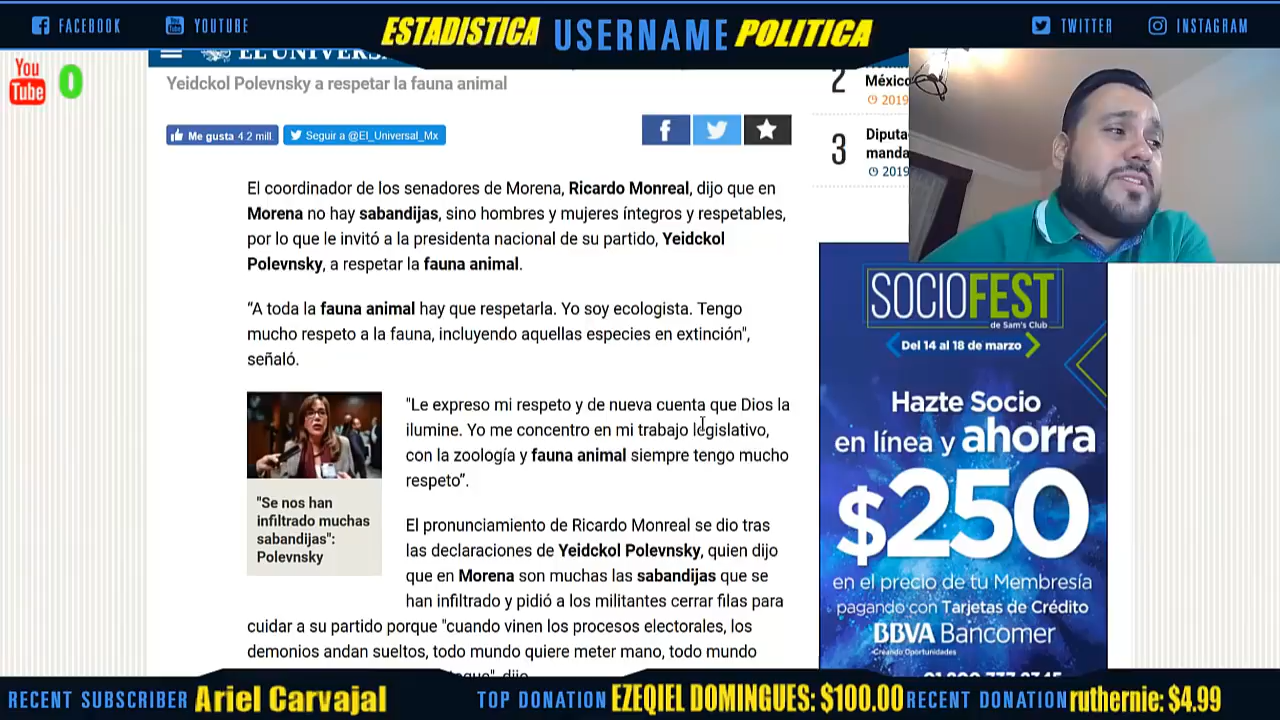 FACEBOOK
YOUTUBE
ESTADISTICA USERNAME POLITICA
TWITTER
INSTAGRAM
You
Tube
0
Yeidckol Polevnsky a respetar la fauna animal
Me gusta 4.2 mill.
Seguir a @El_Universal_Mx
El coordinador de los senadores de Morena, Ricardo Monreal, dijo que en
Morena no hay sabandijas, sino hombres y mujeres íntegros y respetables,
por lo que le invitó a la presidenta nacional de su partido, Yeidckol
Polevnsky, a respetar la fauna animal.
“A toda la fauna animal hay que respetarla. Yo soy ecologista. Tengo
mucho respeto a la fauna, incluyendo aquellas especies en extinción",
señaló.
"Le expreso mi respeto y de nueva cuenta que Dios la
ilumine. Yo me concentro en mi trabajo legislativo,
con la zoología y fauna animal siempre tengo mucho
respeto”.
"Se nos han
infiltrado muchas
sabandijas":
Polevnsky
El pronunciamiento de Ricardo Monreal se dio tras
las declaraciones de Yeidckol Polevnsky, quien dijo
que en Morena son muchas las sabandijas que se
han infiltrado y pidió a los militantes cerrar filas para
cuidar a su partido porque "cuando vinen los procesos electorales, los
demonios andan sueltos, todo mundo quiere meter mano, todo mundo
2
México
2019
3
Diputa
manda
2019
SOCIOFEST
de Sam's Club
Del 14 al 18 de marzo
Hazte Socio
en línea y ahorra
$250
en el precio de tu Membresía
pagando con Tarjetas de Crédito
BBVA Bancomer
Creando Oportunidades
RECENT SUBSCRIBER Ariel Carvajal
TOP DONATION EZEQIEL DOMINGUES: $100.00
RECENT DONATION ruthernie: $4.99